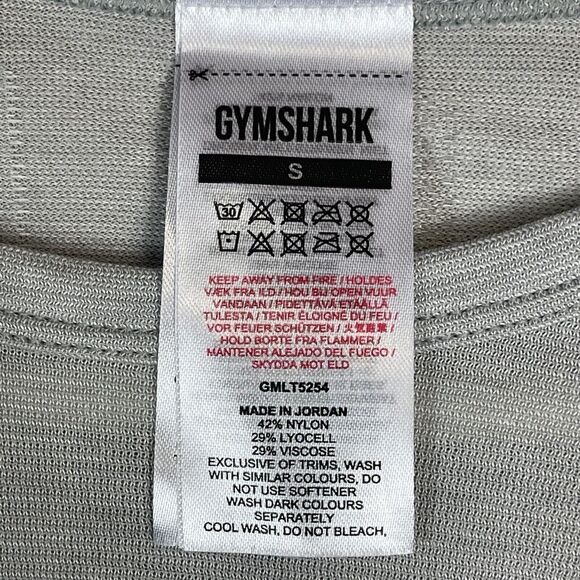 GYMSHARK
S
30
KEEP AWAY FROM FIRE / HOLDES
VÆK FRA ILD / HOU BIJ OPEN VUUR
VANDAAN / PIDETTÄVÄ ETÄÄLLÄ
TULESTA / TENIR ÉLOIGNÉ DU FEU /
VOR FEUER SCHÜTZEN / 火気厳禁 /
HOLD BORTE FRA FLAMMER /
MANTENER ALEJADO DEL FUEGO /
SKYDDA MOT ELD
GMLT5254
MADE IN JORDAN
42% NYLON
29% LYOCELL
29% VISCOSE
EXCLUSIVE OF TRIMS, WASH
WITH SIMILAR COLOURS, DO
NOT USE SOFTENER
WASH DARK COLOURS
SEPARATELY
COOL WASH, DO NOT BLEACH,